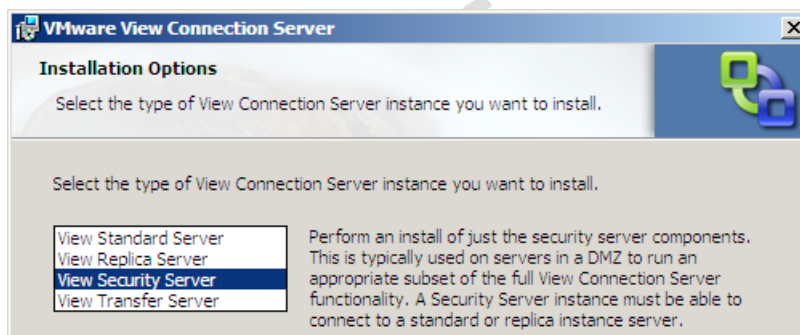 VMware View Connection Server
Installation Options
Select the type of View Connection Server instance you want to install.
Select the type of View Connection Server instance you want to install.
View Standard Server
View Replica Server
View Security Server
View Transfer Server
Perform an install of just the security server components.
This is typically used on servers in a DMZ to run an
appropriate subset of the full View Connection Server
functionality. A Security Server instance must be able to
connect to a standard or replica instance server.